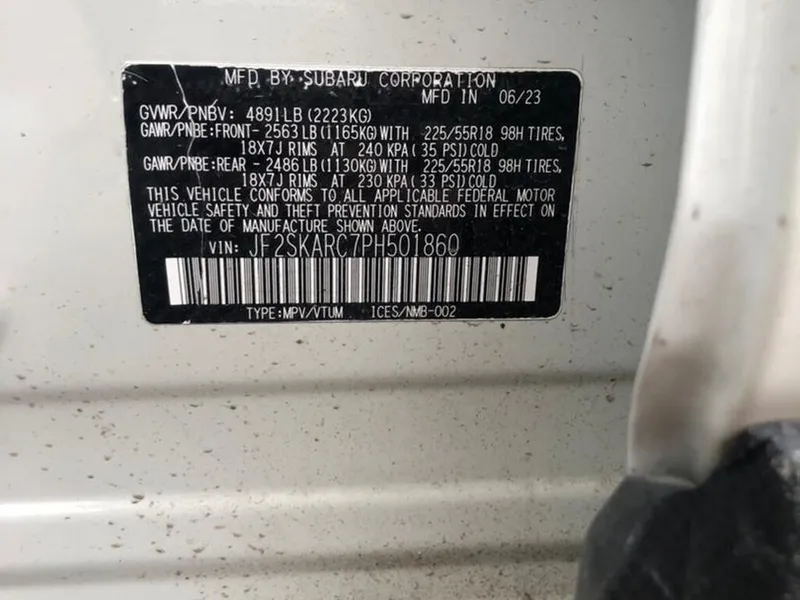 MFD BY SUBARU CORPORATION
MFD IN 06/23
GVWR/PNBV: 4891LB (2223KG)
GAWR/PNBE:FRONT- 2563LB(1165KG)WITH 225/55R18 98H TIRES,
18X7J RIMS AT 240 KPA(35 PSI)COLD
GAWR/PNBE:REAR - 2486LB(1130KG)WITH 225/55R18 98H TIRES,
18X7J RIMS AT 230 KPA(33 PSI)COLD
THIS VEHICLE CONFORMS TO ALL APPLICABLE FEDERAL MOTOR
VEHICLE SAFETY AND THEFT PREVENTION STANDARDS IN EFFECT ON
THE DATE OF MANUFACTURE SHOWN ABOVE.
VIN: JF2SKARC7PH501860
TYPE:MPV/VTUM ICES/NMB-002